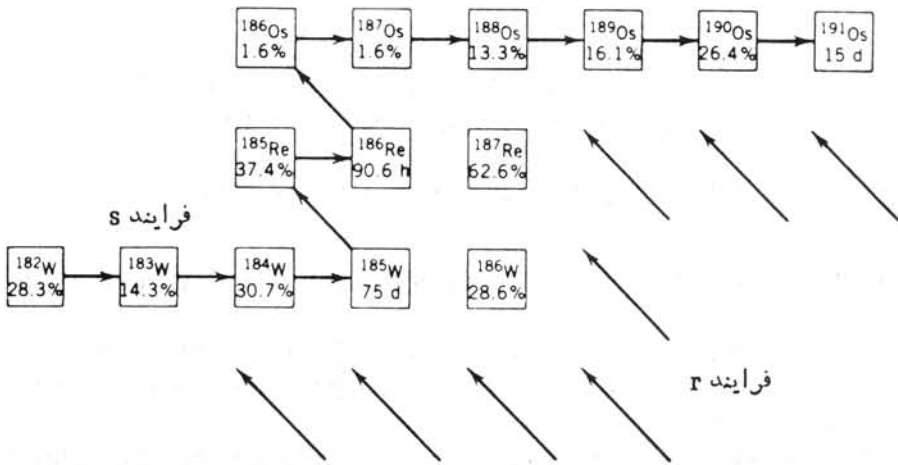 ¹⁸⁶Os ¹⁸⁷Os ¹⁸⁸Os ¹⁸⁹Os ¹⁹⁰Os ¹⁹¹Os
1.6% 1.6% 13.3% 16.1% 26.4% 15 d
¹⁸⁵Re ¹⁸⁶Re ¹⁸⁷Re
37.4% 90.6 h 62.6%
فرایند s
¹⁸²W ¹⁸³W ¹⁸⁴W ¹⁸⁵W ¹⁸⁶W
28.3% 14.3% 30.7% 75 d 28.6%
فرایند r